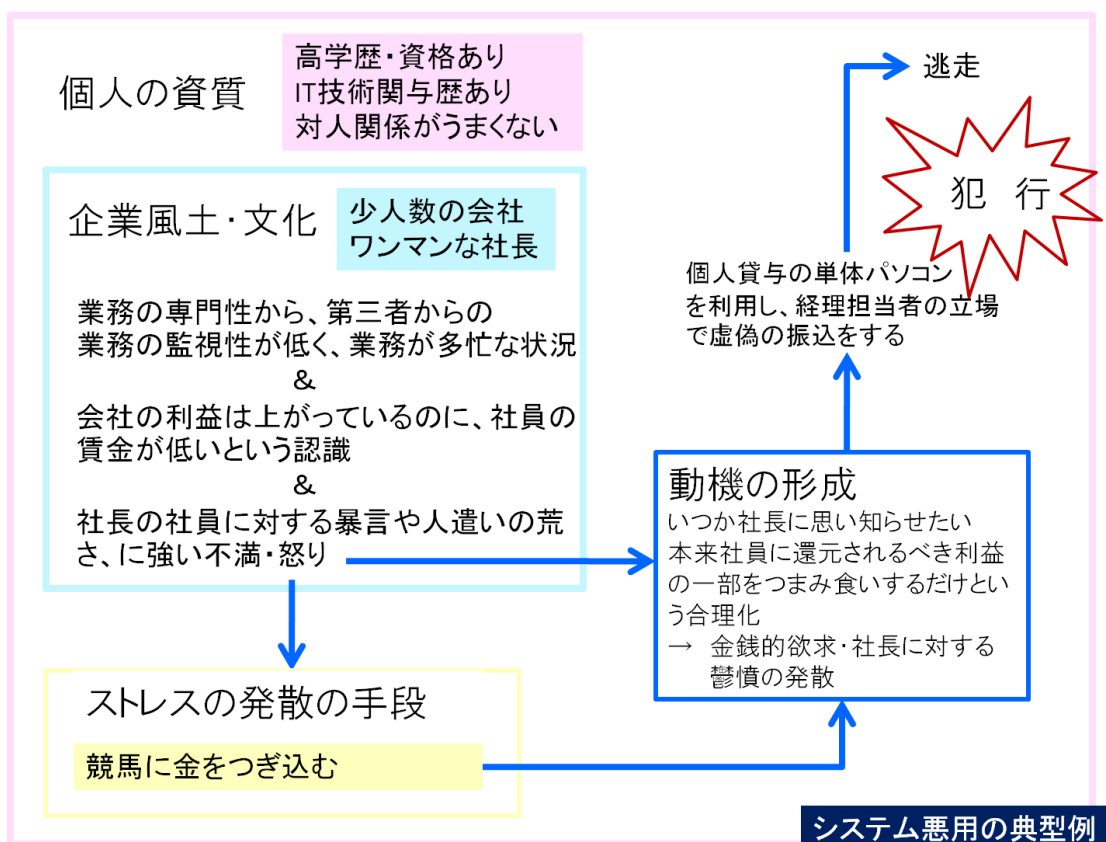 個人の資質
高学歴・資格あり
IT技術関与歴あり
対人関係がうまくない
企業風土・文化
少人数の会社
ワンマンな社長
業務の専門性から、第三者からの
業務の監視性が低く、業務が多忙な状況
&
会社の利益は上がっているのに、社員の
賃金が低いという認識
&
社長の社員に対する暴言や人遣いの荒
さ、に強い不満・怒り
ストレスの発散の手段
競馬に金をつぎ込む
動機の形成
いつか社長に思い知らせたい
本来社員に還元されるべき利益
の一部をつまみ食いするだけとい
う合理化
→ 金銭的欲求・社長に対する
鬱憤の発散
個人貸与の単体パソコン
を利用し、経理担当者の立場
で虚偽の振込をする
犯 行
逃走
システム悪用の典型例